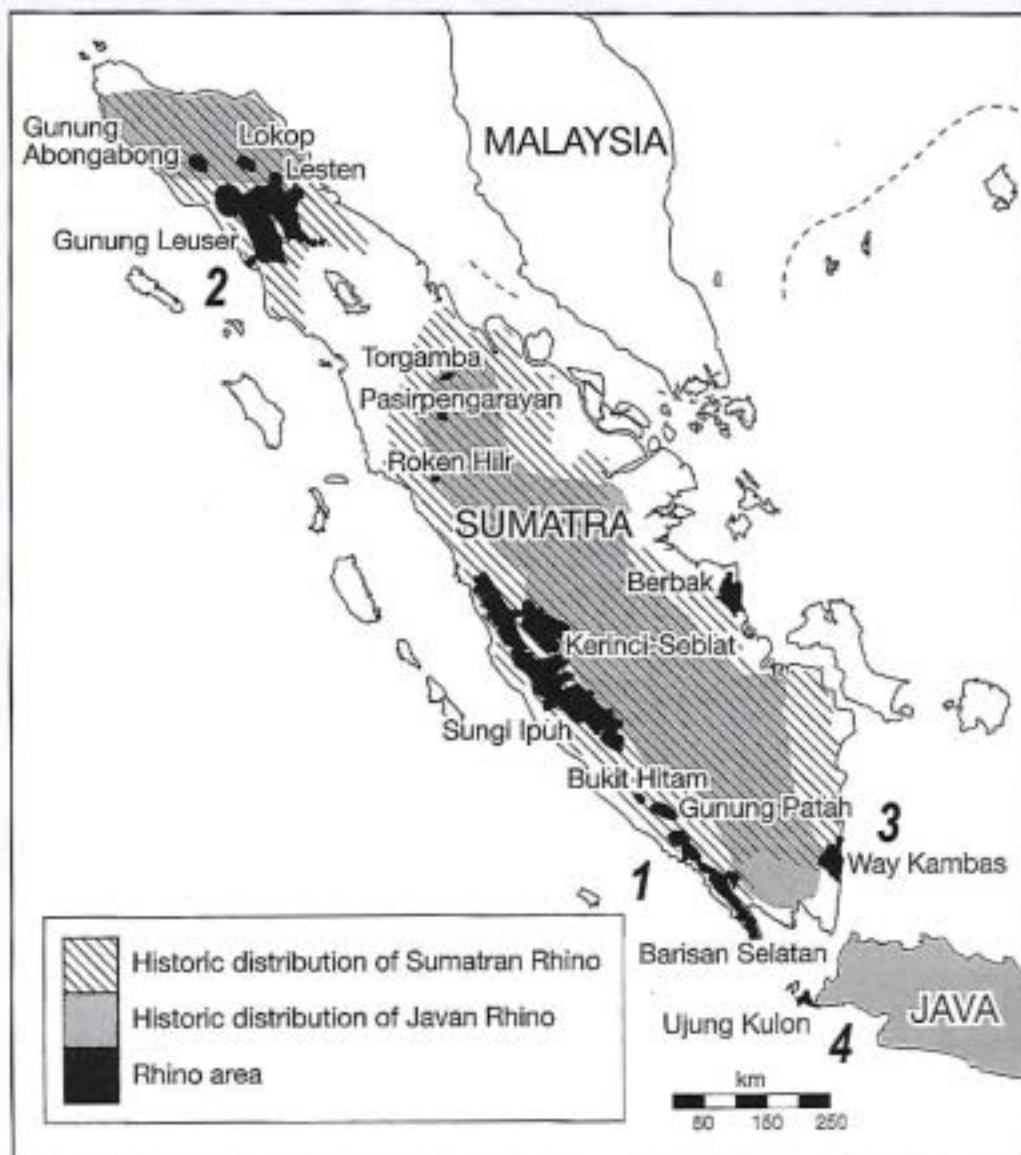 MALAYSIA
Gunung
Abongabong
Lokop
Lesten
Gunung Leuser
2
Torgamba
Pasirpengarayan
Roken Hilr
SUMATRA
Berbak
Kerinci-Seblat
Sungi Ipuh
Bukit Hitam
Gunung Patah
3
Way Kambas
1
Barisan Selatan
Ujung Kulon
4
JAVA
Historic distribution of Sumatran Rhino
Historic distribution of Javan Rhino
Rhino area
km
50 150 250